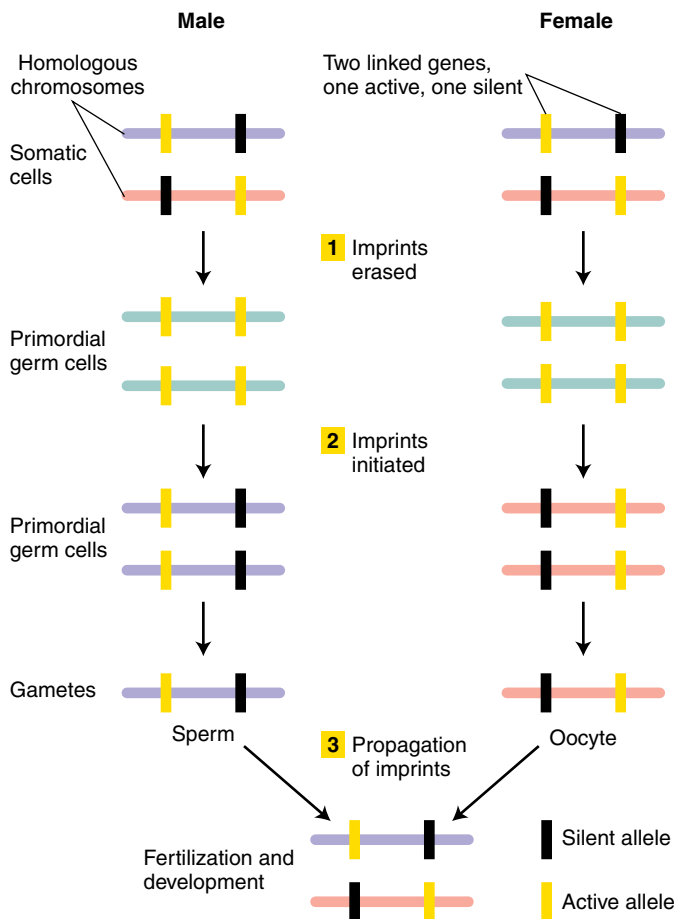 Male
Female
Homologous
chromosomes
Two linked genes,
one active, one silent
Somatic
cells
1 Imprints
erased
Primordial
germ cells
2 Imprints
initiated
Primordial
germ cells
Gametes
Sperm
Oocyte
3 Propagation
of imprints
Fertilization and
development
Silent allele
Active allele